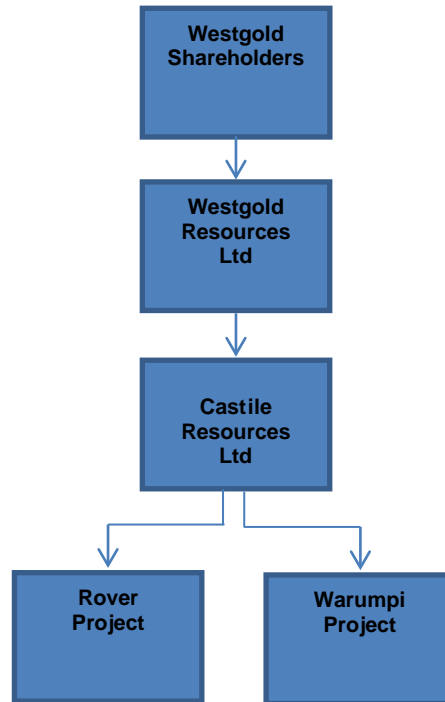 Westgold
Shareholders
Westgold
Resources
Ltd
Castile
Resources
Ltd
Rover
Project
Warumpi
Project